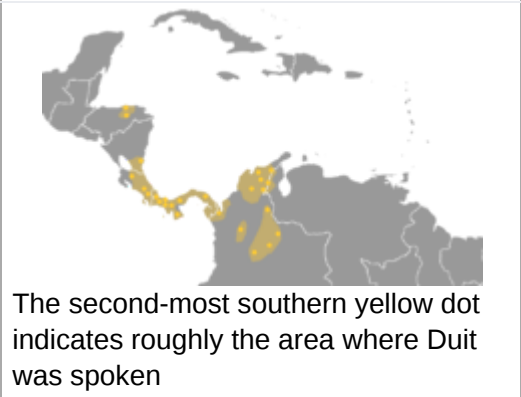 The second-most southern yellow dot
indicates roughly the area where Duit
was spoken